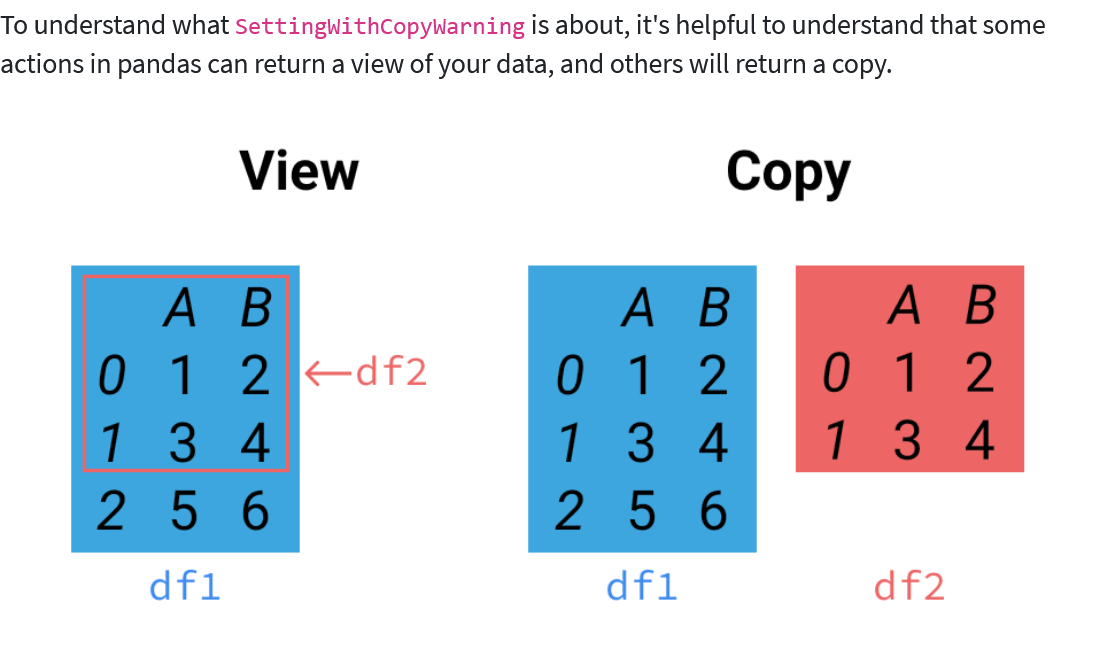 To understand what SettingWithCopyWarning is about, it's helpful to understand that some
actions in pandas can return a view of your data, and others will return a copy.
View Copy
A B A B A B
0 1 2 ←df2 0 1 2 0 1 2
1 3 4 1 3 4 1 3 4
2 5 6 2 5 6
df1 df1 df2